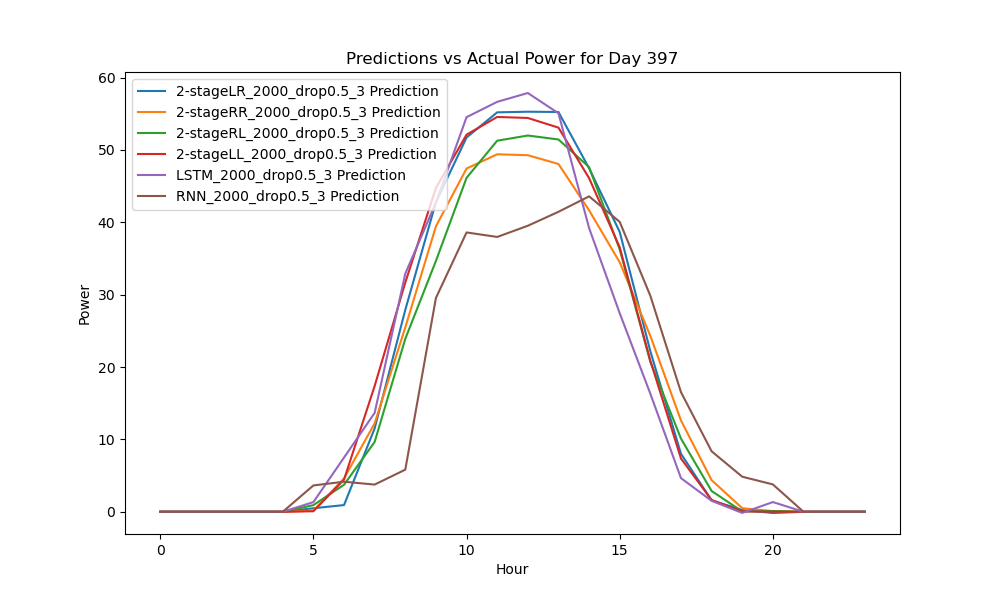 Predictions vs Actual Power for Day 397
2-stageLR_2000_drop0.5_3 Prediction
2-stageRR_2000_drop0.5_3 Prediction
2-stageRL_2000_drop0.5_3 Prediction
2-stageLL_2000_drop0.5_3 Prediction
LSTM_2000_drop0.5_3 Prediction
RNN_2000_drop0.5_3 Prediction
60
50
40
30
20
10
0
Power
0 5 10 15 20
Hour